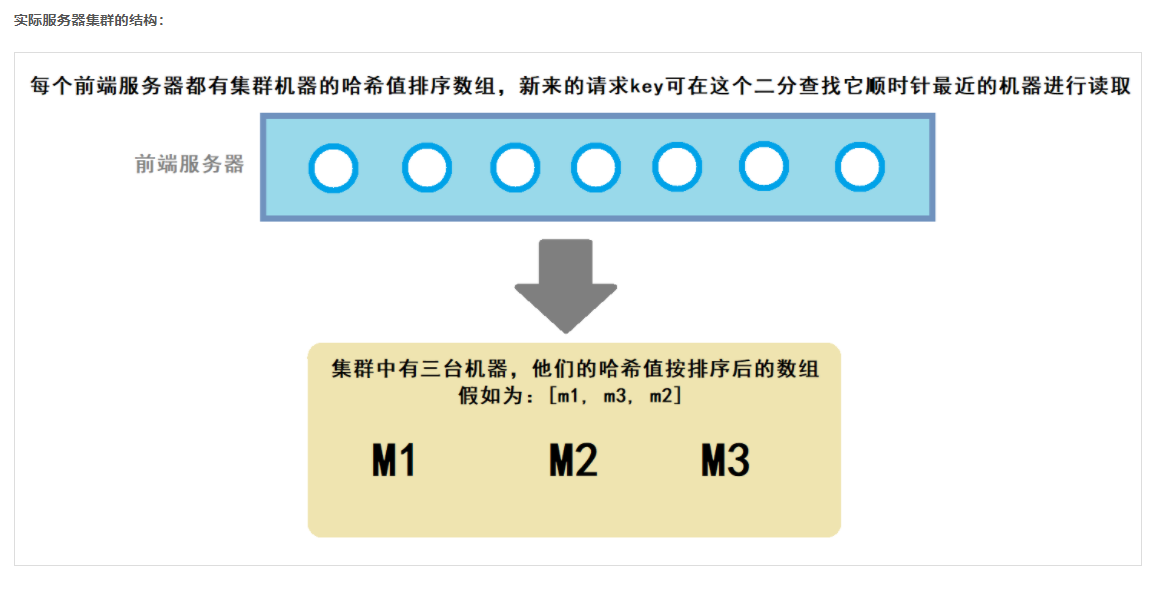 实际服务器集群的结构：
每个前端服务器都有集群机器的哈希值排序数组，新来的请求key可在这个二分查找它顺时针最近的机器进行读取
前端服务器
集群中有三台机器，他们的哈希值按排序后的数组
假如为：[m1, m3, m2]
M1 M2 M3